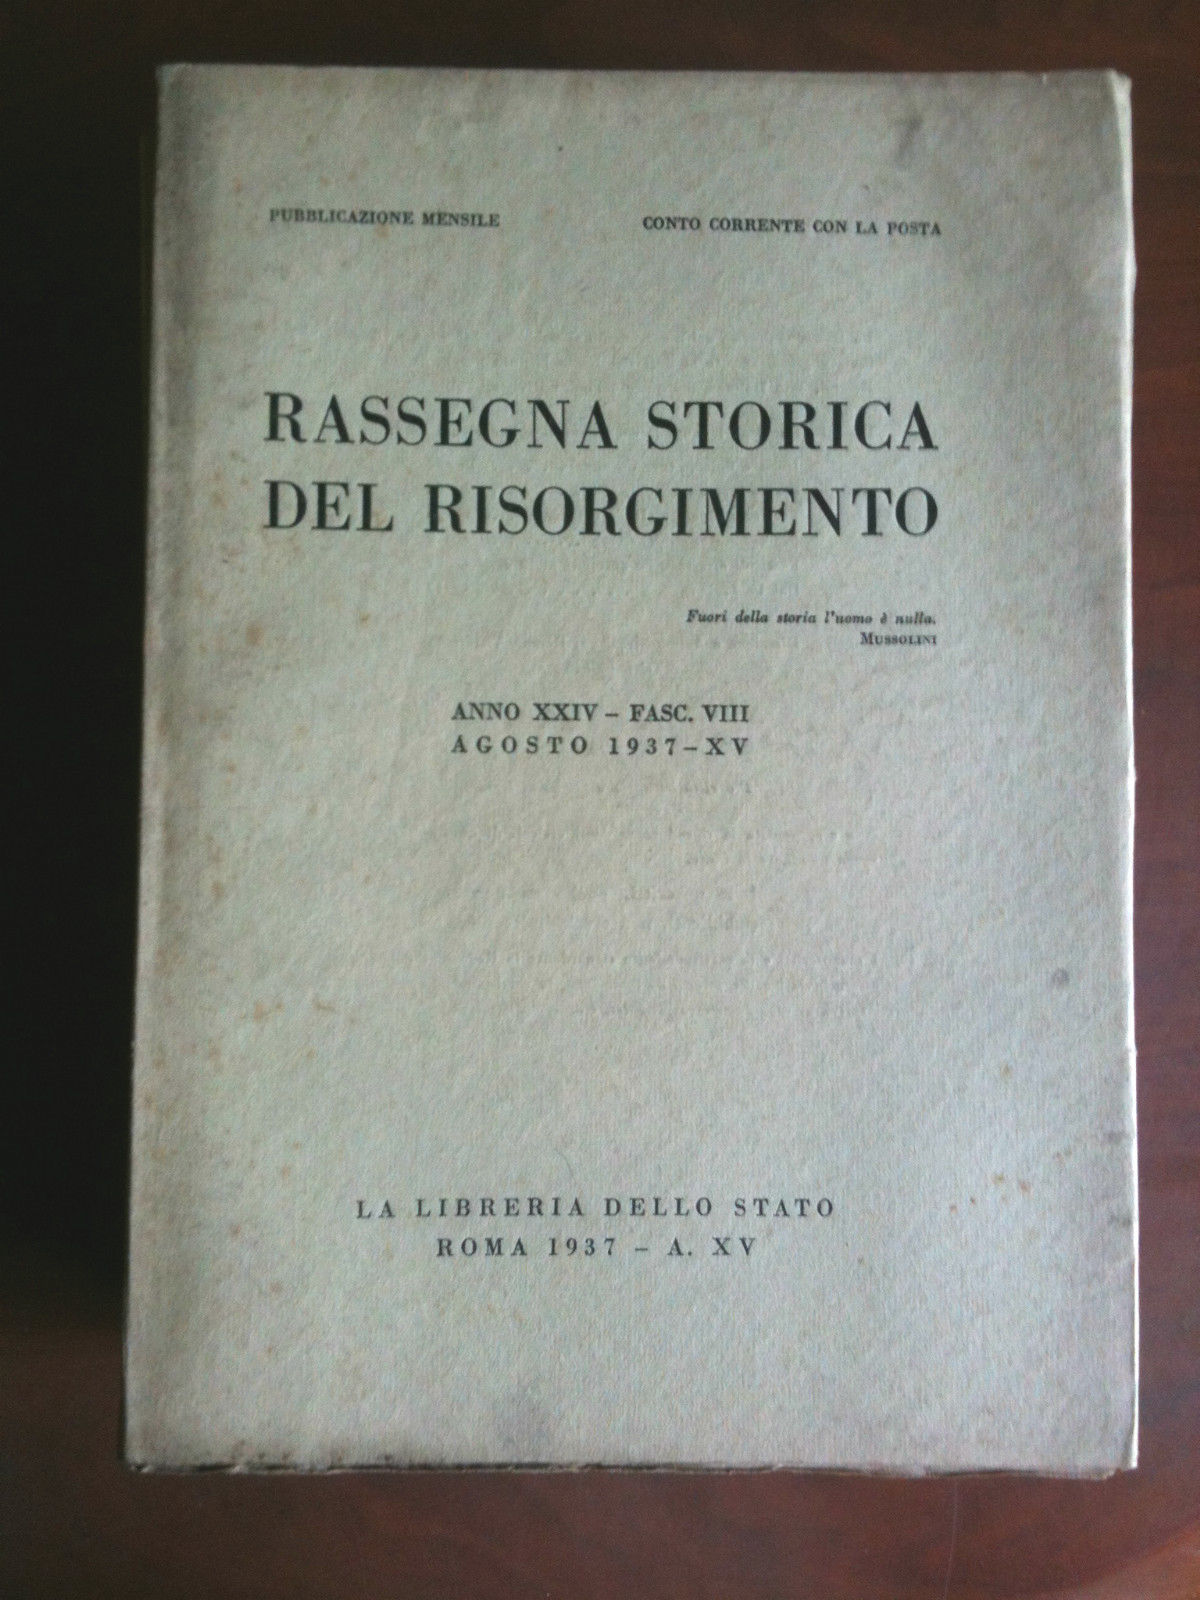 PUBBLICAZIONE MENSILE
CONTO CORRENTE CON LA POSTA
RASSEGNA STORICA
DEL RISORGIMENTO
Fuori della storia l'uomo è nulla.
MUSSOLINI
ANNO XXIV – FASC. VIII
AGOSTO 1937–XV
LA LIBRERIA DELLO STATO
ROMA 1937 – A. XV